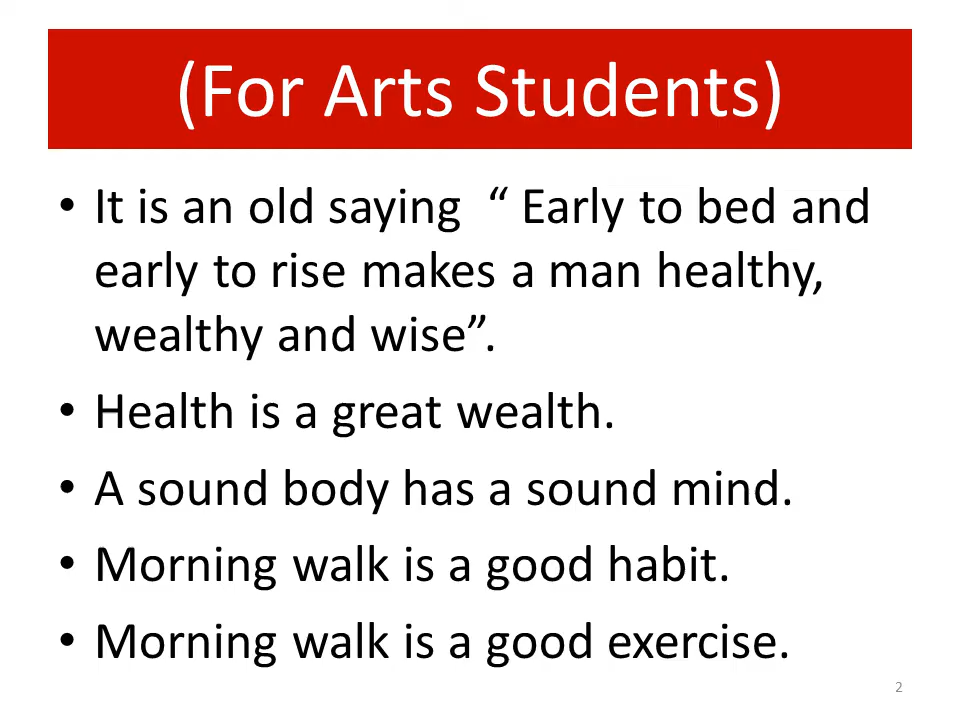 (For Arts Students)
• It is an old saying “ Early to bed and
early to rise makes a man healthy,
wealthy and wise”.
• Health is a great wealth.
• A sound body has a sound mind.
• Morning walk is a good habit.
• Morning walk is a good exercise.
2